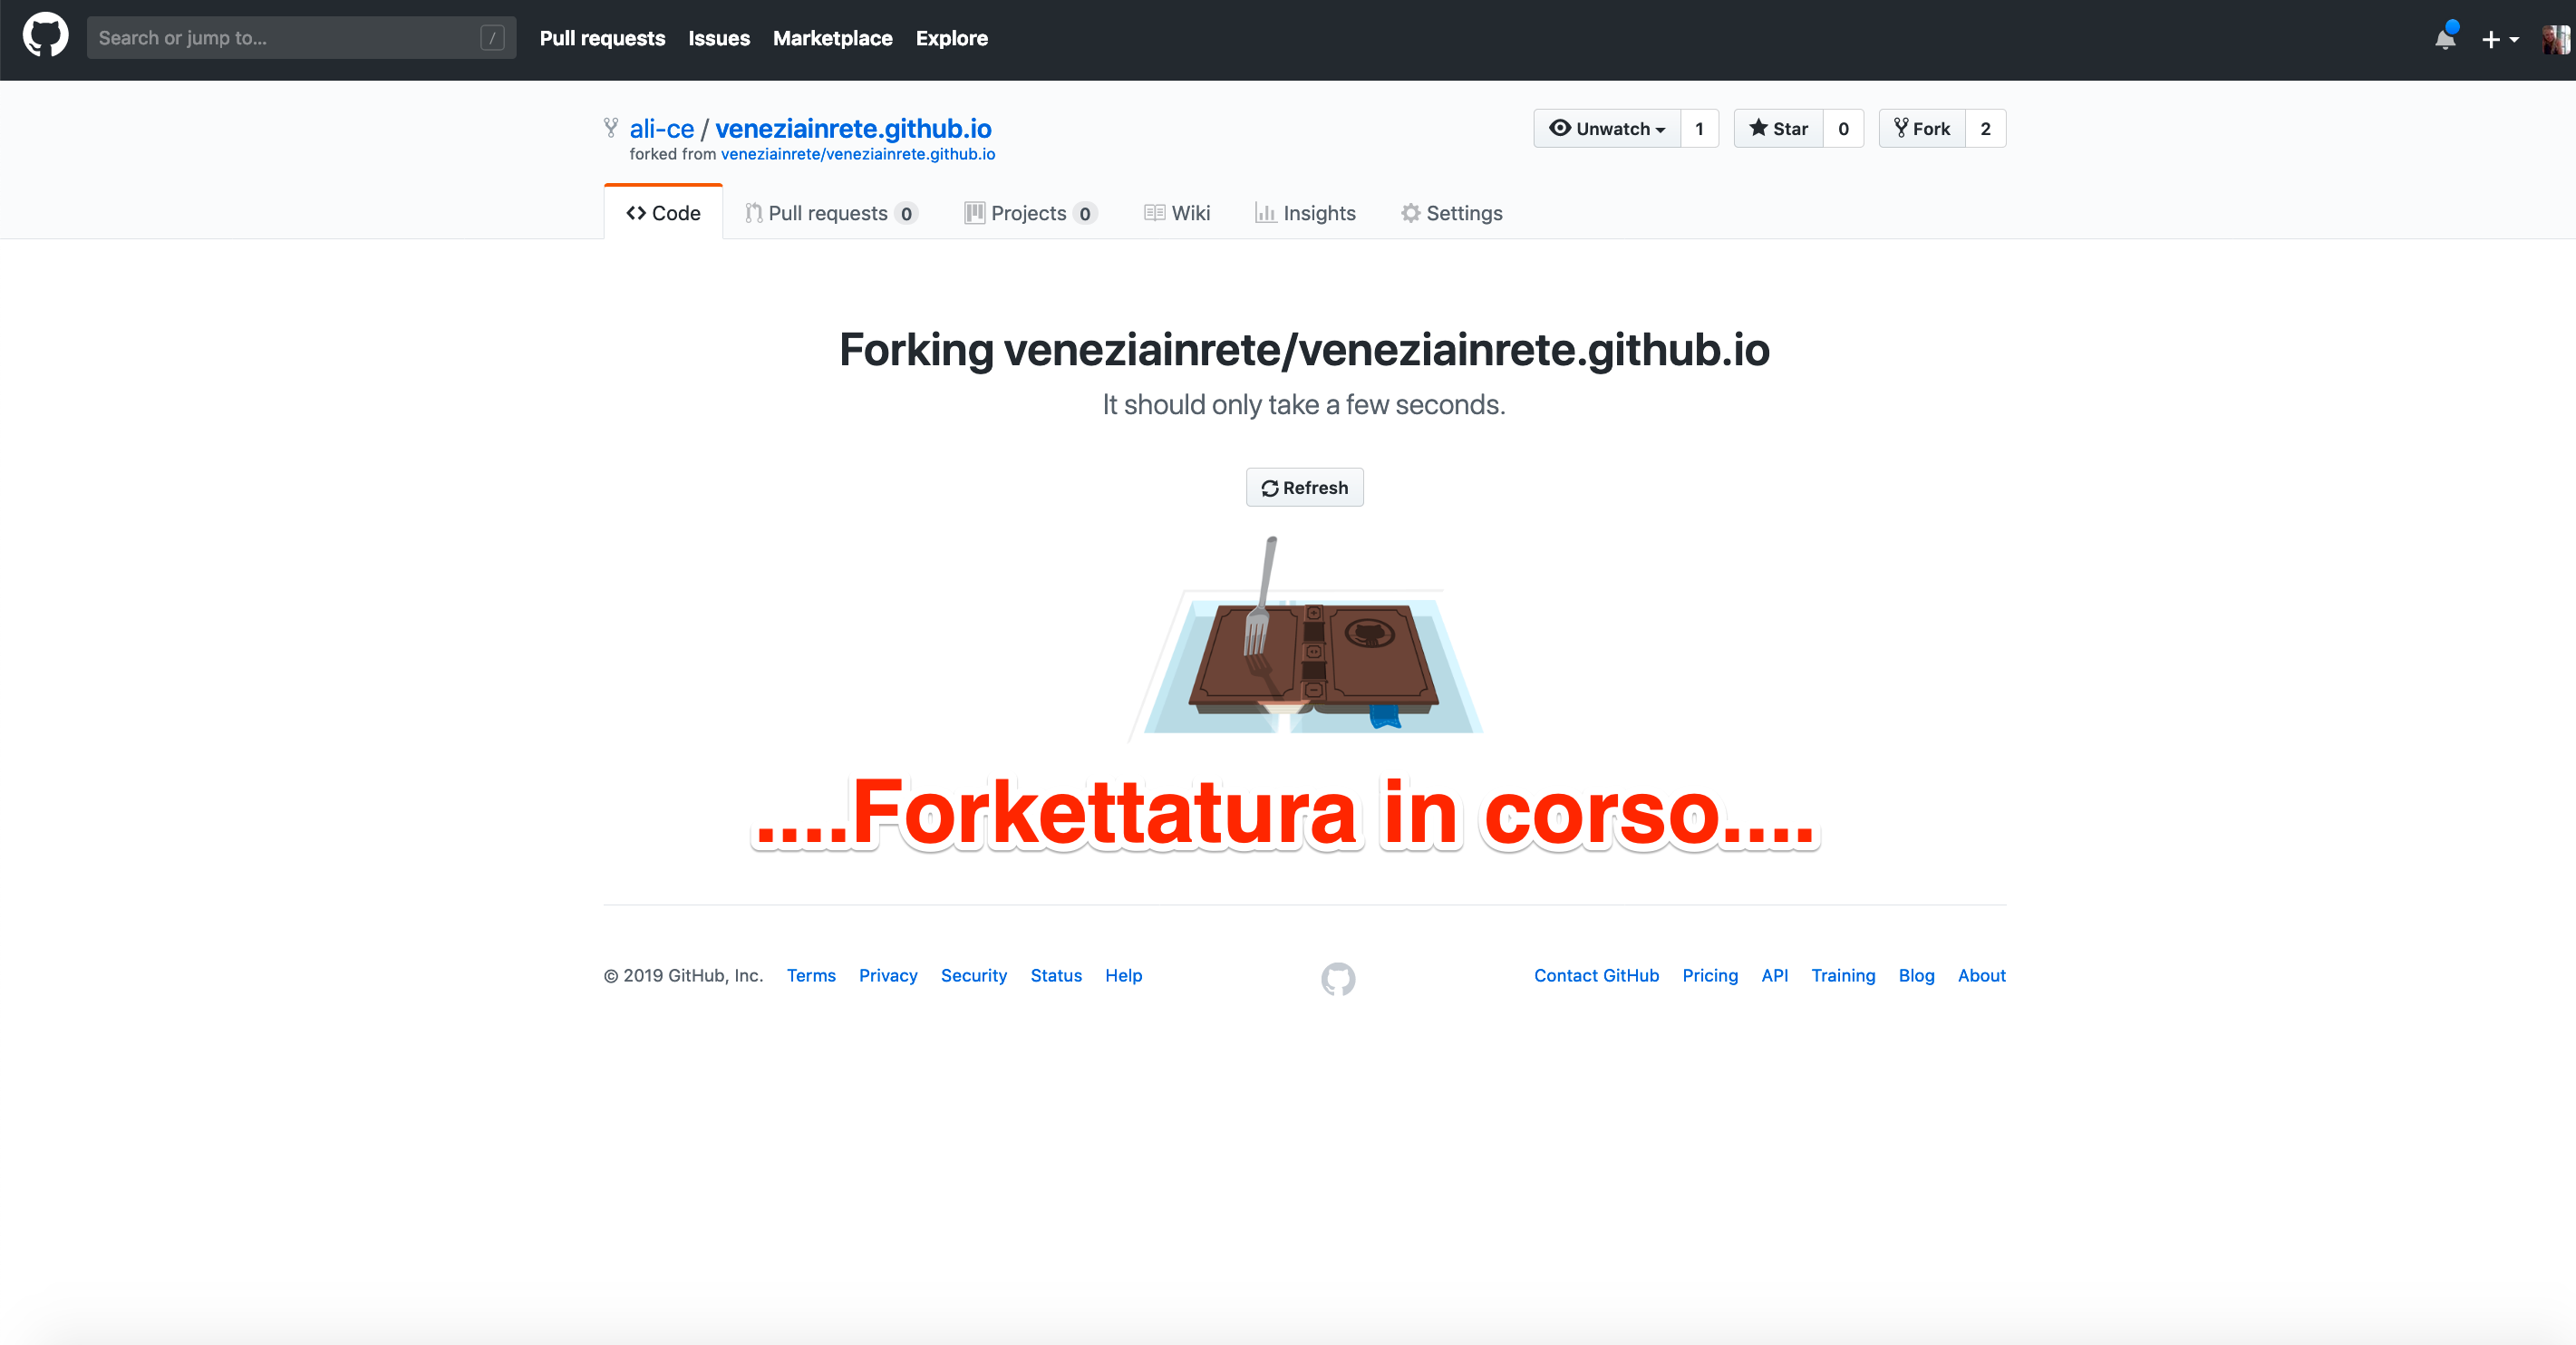 Search or jump to... /
Pull requests Issues Marketplace Explore
ali-ce / veneziainrete.github.io
forked from veneziainrete/veneziainrete.github.io
Unwatch 1 Star 0 Fork 2
Code Pull requests 0 Projects 0 Wiki Insights Settings
Forking veneziainrete/veneziainrete.github.io
It should only take a few seconds.
Refresh
....Forkettatura in corso....
© 2019 GitHub, Inc. Terms Privacy Security Status Help Contact GitHub Pricing API Training Blog About